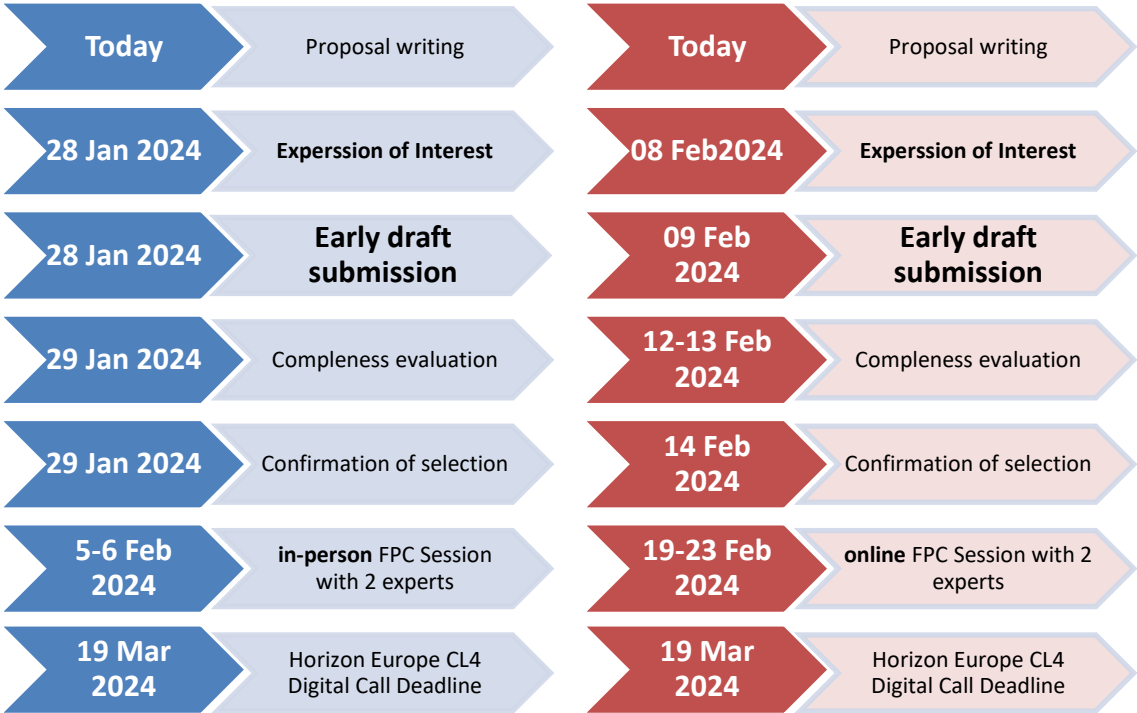 Today
Proposal writing
28 Jan 2024
Experssion of Interest
28 Jan 2024
Early draft
submission
29 Jan 2024
Compleness evaluation
29 Jan 2024
Confirmation of selection
5-6 Feb
2024
in-person FPC Session
with 2 experts
19 Mar
2024
Horizon Europe CL4
Digital Call Deadline
Today
Proposal writing
08 Feb2024
Experssion of Interest
09 Feb
2024
Early draft
submission
12-13 Feb
2024
Compleness evaluation
14 Feb
2024
Confirmation of selection
19-23 Feb
2024
online FPC Session with 2
experts
19 Mar
2024
Horizon Europe CL4
Digital Call Deadline